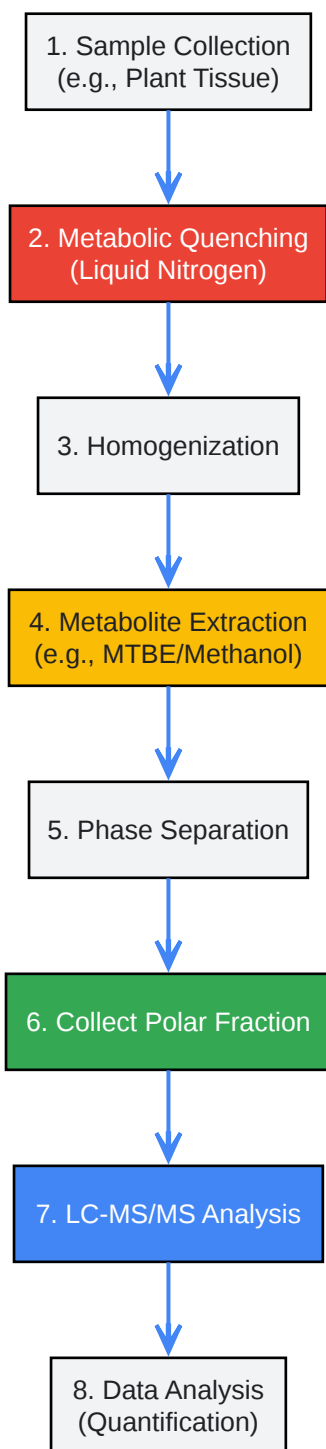 1. Sample Collection
(e.g., Plant Tissue)
2. Metabolic Quenching
(Liquid Nitrogen)
3. Homogenization
4. Metabolite Extraction
(e.g., MTBE/Methanol)
5. Phase Separation
6. Collect Polar Fraction
7. LC-MS/MS Analysis
8. Data Analysis
(Quantification)